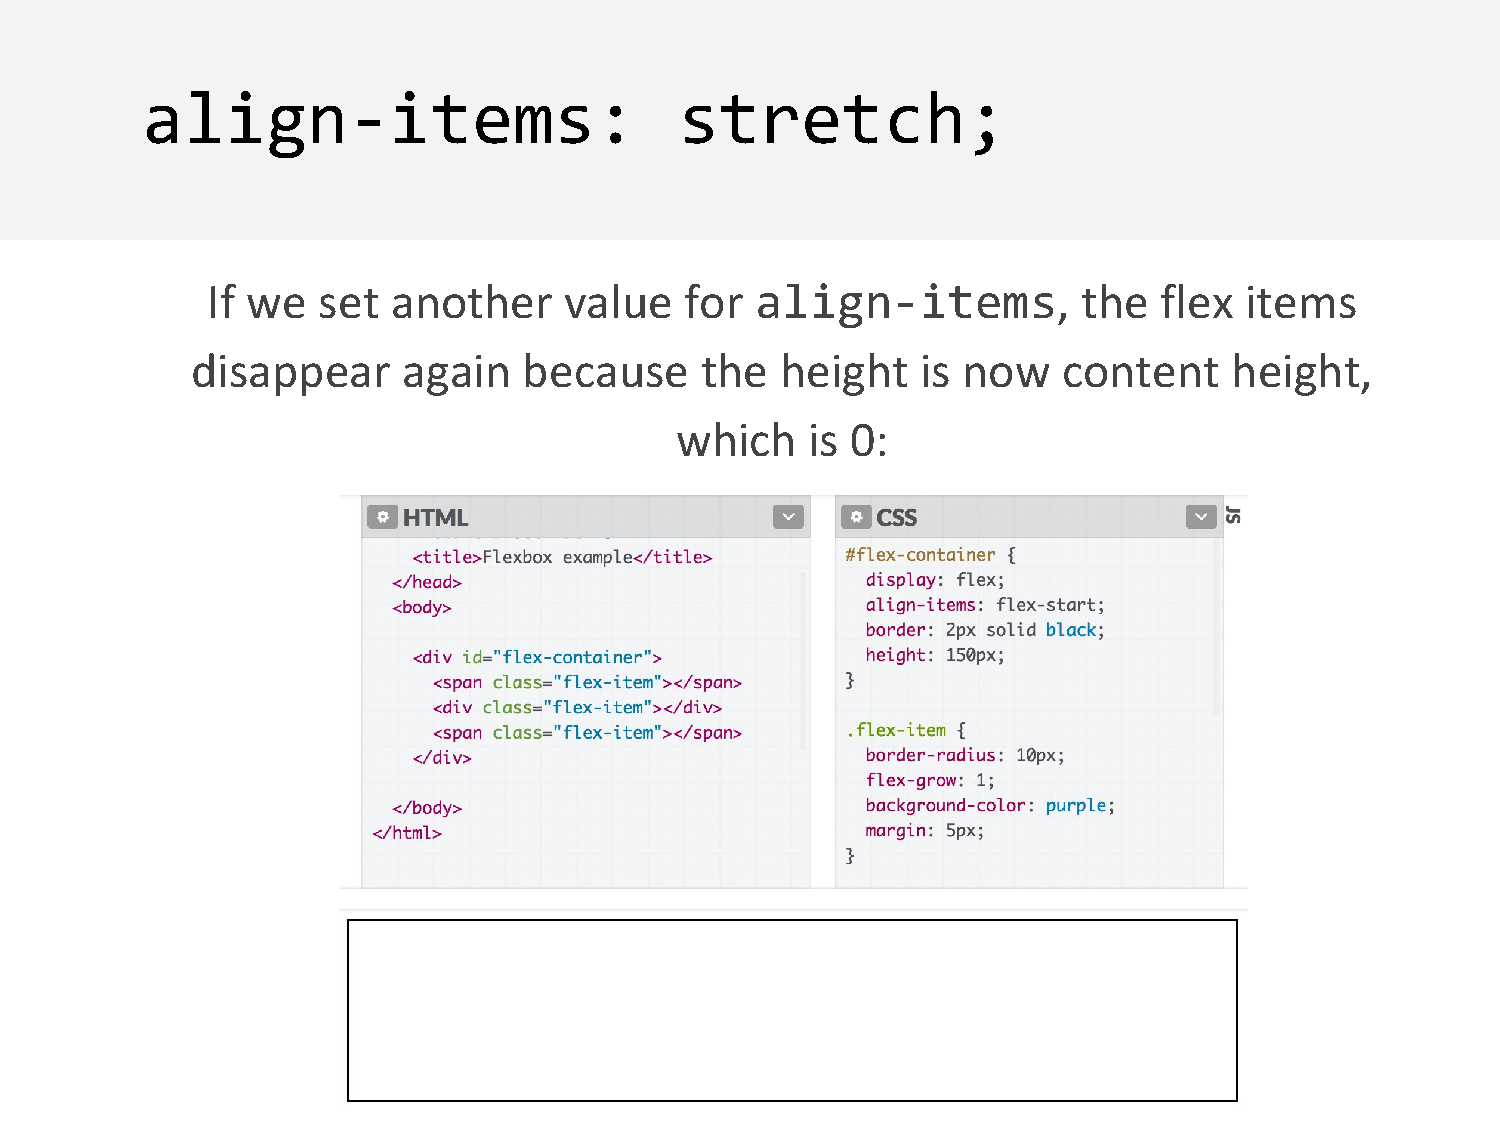 align-items: stretch;
If we set another value for align-items, the flex items
disappear again because the height is now content height,
which is 0:
HTML
<title>Flexbox example</title>
</head>
<body>
<div id="flex-container">
<span class="flex-item"></span>
<div class="flex-item"></div>
<span class="flex-item"></span>
</div>
</body>
</html>
CSS
#flex-container {
display: flex;
align-items: flex-start;
border: 2px solid black;
height: 150px;
}
.flex-item {
border-radius: 10px;
flex-grow: 1;
background-color: purple;
margin: 5px;
}
JS